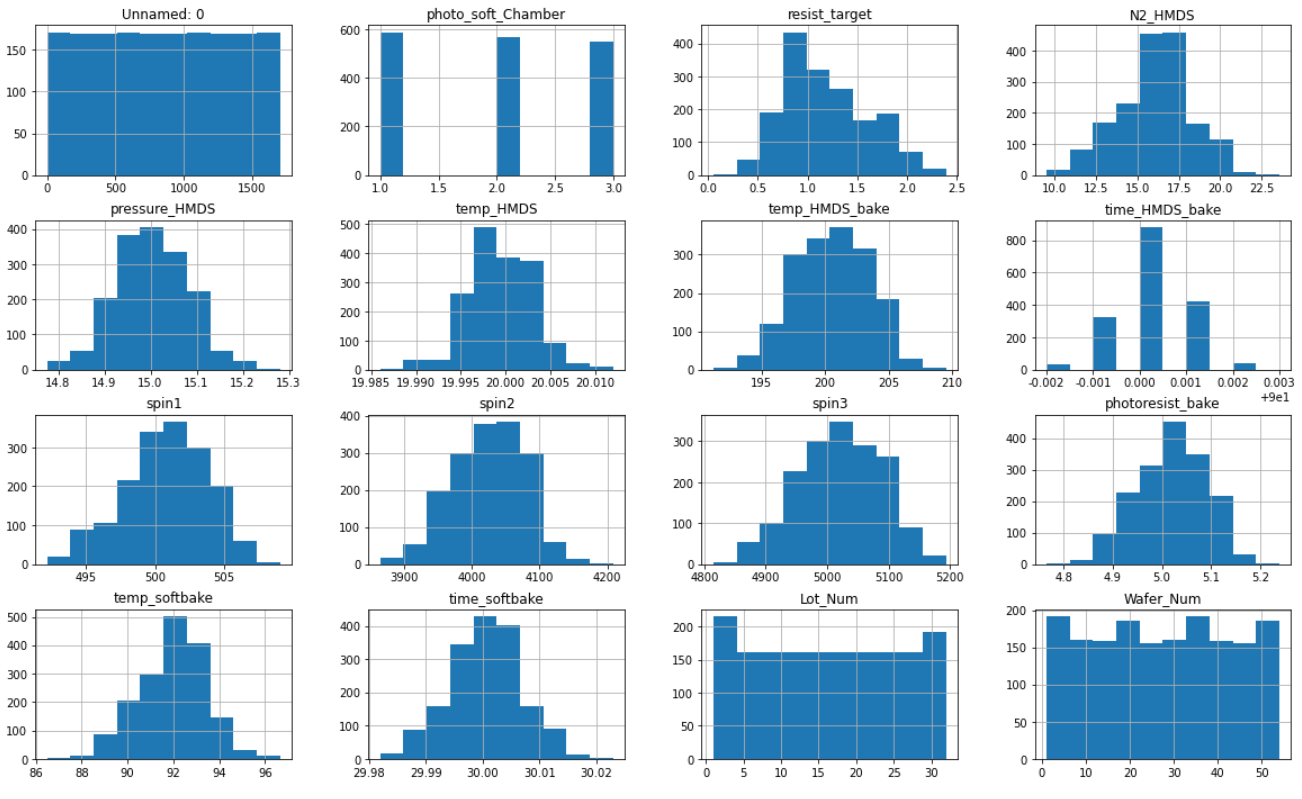 Unnamed: 0
150
100
50
0
0 500 1000 1500
photo_soft_Chamber
600
400
200
0
1.0 1.5 2.0 2.5 3.0
resist_target
400
300
200
100
0
0.0 0.5 1.0 1.5 2.0 2.5
N2_HMDS
400
300
200
100
0
10.0 12.5 15.0 17.5 20.0 22.5
pressure_HMDS
400
300
200
100
0
14.8 14.9 15.0 15.1 15.2 15.3
temp_HMDS
500
400
300
200
100
0
19.986 19.990 19.995 20.000 20.005 20.010
temp_HMDS_bake
300
200
100
0
195 200 205 210
time_HMDS_bake
800
600
400
200
0
-0.002 -0.001 0.000 0.001 0.002 0.003
+9e1
spin1
300
200
100
0
495 500 505
spin2
400
300
200
100
0
3900 4000 4100 4200
spin3
300
200
100
0
4800 4900 5000 5100 5200
photoresist_bake
400
300
200
100
0
4.8 4.9 5.0 5.1 5.2
temp_softbake
500
400
300
200
100
0
86 88 90 92 94 96
time_softbake
400
300
200
100
0
29.98 29.99 30.00 30.01 30.02
Lot_Num
200
150
100
50
0
0 5 10 15 20 25 30
Wafer_Num
200
150
100
50
0
0 10 20 30 40 50